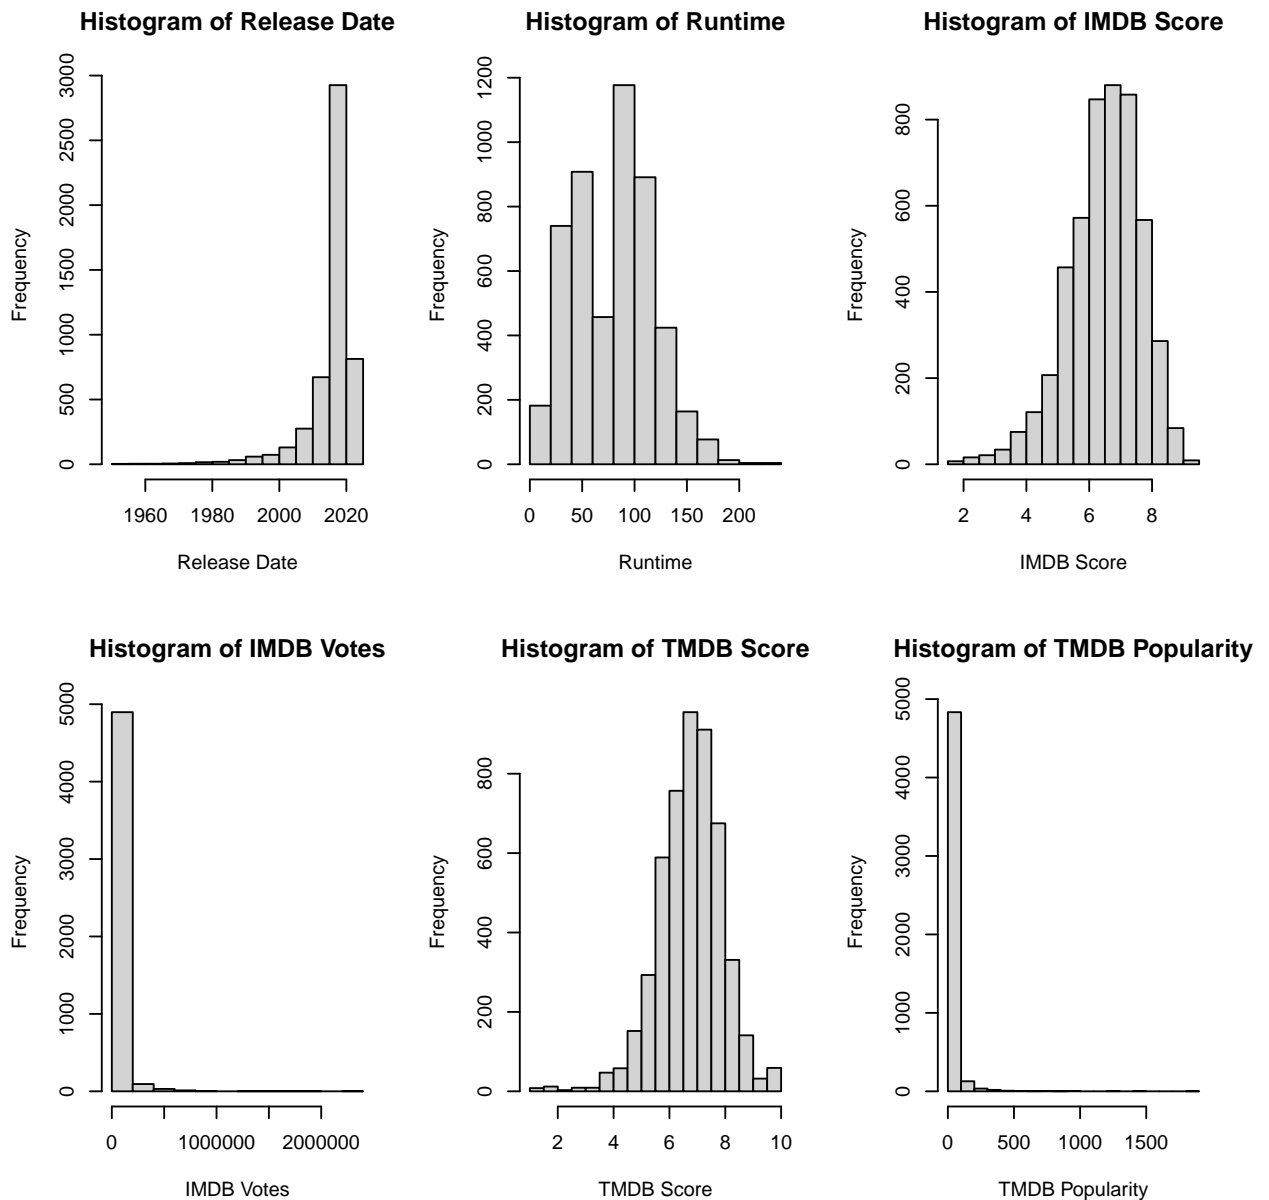 Histogram of Release Date
Frequency
0
500
1000
1500
2000
2500
3000
1960 1980 2000 2020
Release Date
Histogram of Runtime
Frequency
0
200
400
600
800
1000
1200
0 50 100 150 200
Runtime
Histogram of IMDB Score
Frequency
0
200
400
600
800
2 4 6 8
IMDB Score
Histogram of IMDB Votes
Frequency
0
1000
2000
3000
4000
5000
0 1000000 2000000
IMDB Votes
Histogram of TMDB Score
Frequency
0
200
400
600
800
2 4 6 8 10
TMDB Score
Histogram of TMDB Popularity
Frequency
0
1000
2000
3000
4000
5000
0 500 1000 1500
TMDB Popularity